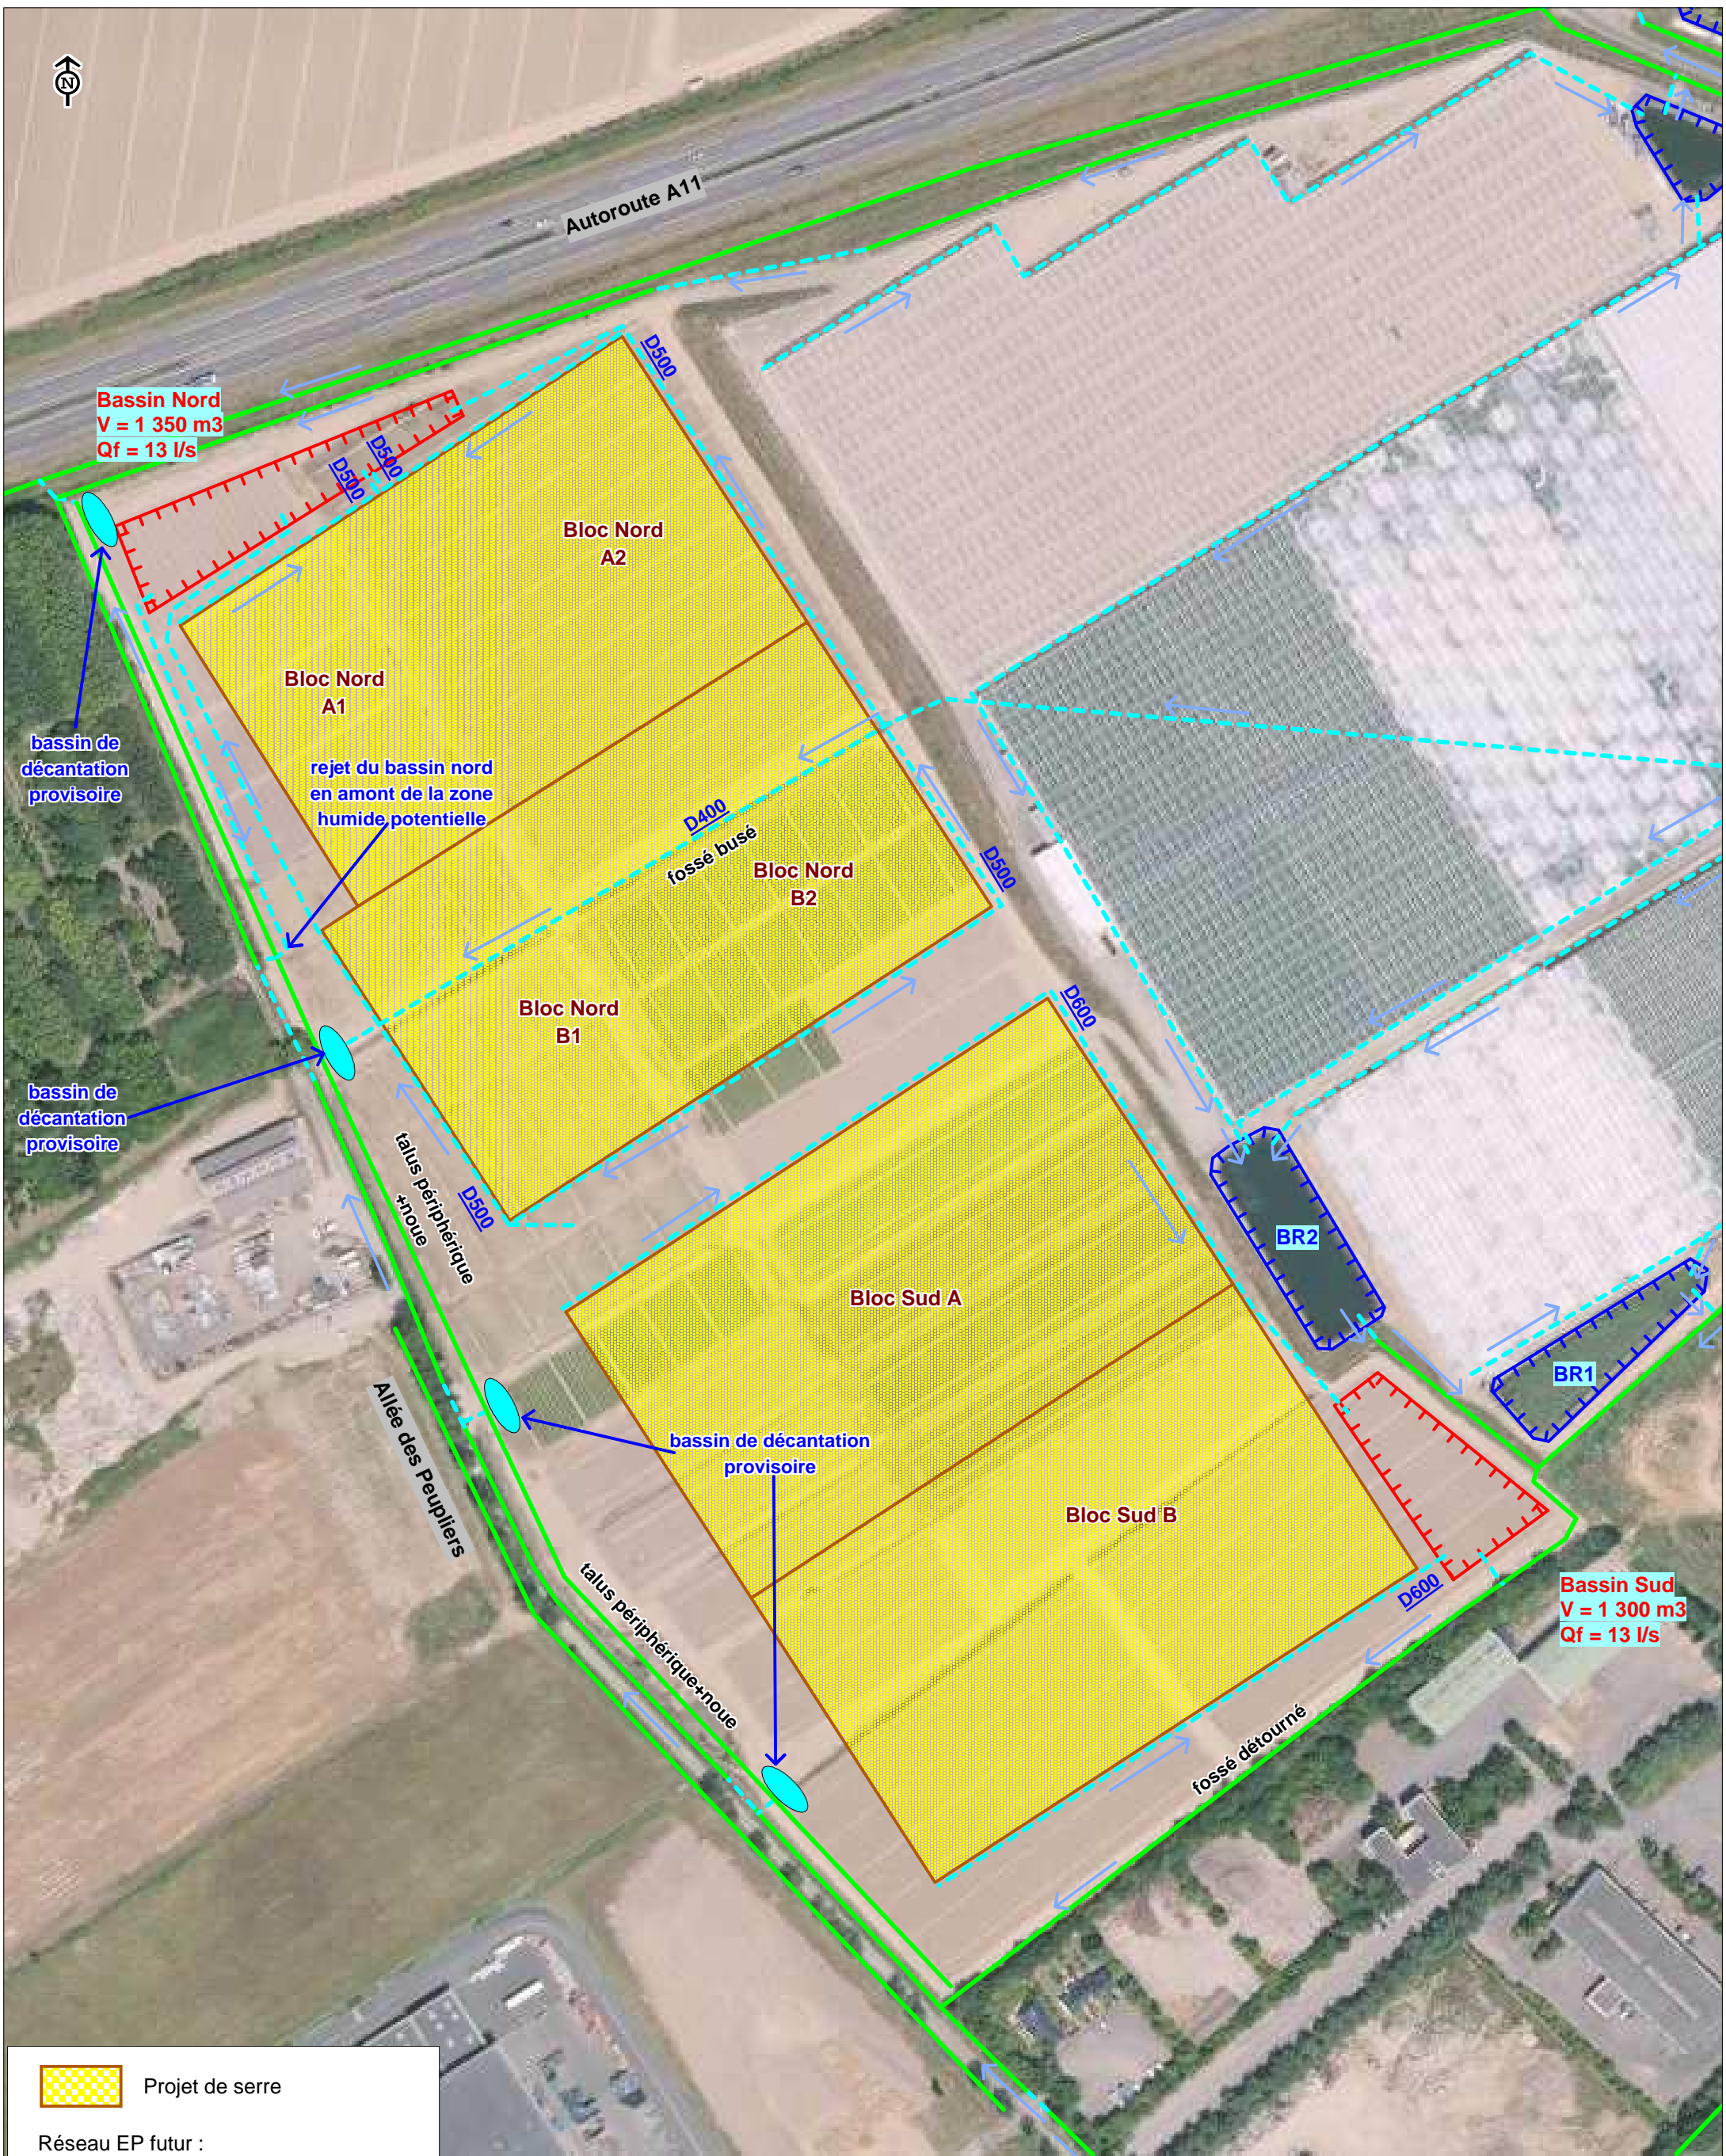 N
Autoroute A11
D500
Bassin Nord
V = 1 350 m3
Qf = 13 l/s
D500
D500
Bloc Nord
A2
Bloc Nord
A1
bassin de
décantation
provisoire
rejet du bassin nord
en amont de la zone
humide potentielle
D400
fossé busé
Bloc Nord
B2
D500
Bloc Nord
B1
D600
bassin de
décantation
provisoire
talus périphérique
+noue
D500
BR2
Bloc Sud A
BR1
Allée des Peupliers
bassin de décantation
provisoire
Bloc Sud B
talus périphérique+noue
D600
Bassin Sud
V = 1 300 m3
Qf = 13 l/s
fossé détourné
Projet de serre
Réseau EP futur :